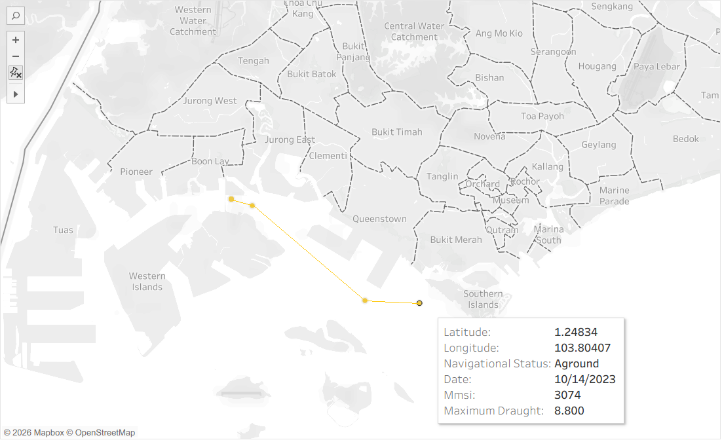 Choa Chu
Kang
Western
Water
Catchment
Central Water
Catchment
Sengkang
Ang Mo Kio
Bukit
Panjang
Serangoon
Tengah
Hougang
Paya Lebar
Bukit Batok
Bishan
Tam
Jurong West
Toa Payoh
Bukit Timah
Novena
Jurong East
Bedok
Geylang
Clementi
Boon Lay
Kallang
Pioneer
Tanglin
Orchard
Rochor
Marine
Parade
Museum
Queenstown
Outram
Marina
South
Tuas
Bukit Merah
Western
Islands
Southern
Islands
Latitude: 1.24834
Longitude: 103.80407
Navigational Status: Aground
Date: 10/14/2023
Mmsi: 3074
Maximum Draught: 8.800
© 2026 Mapbox © OpenStreetMap